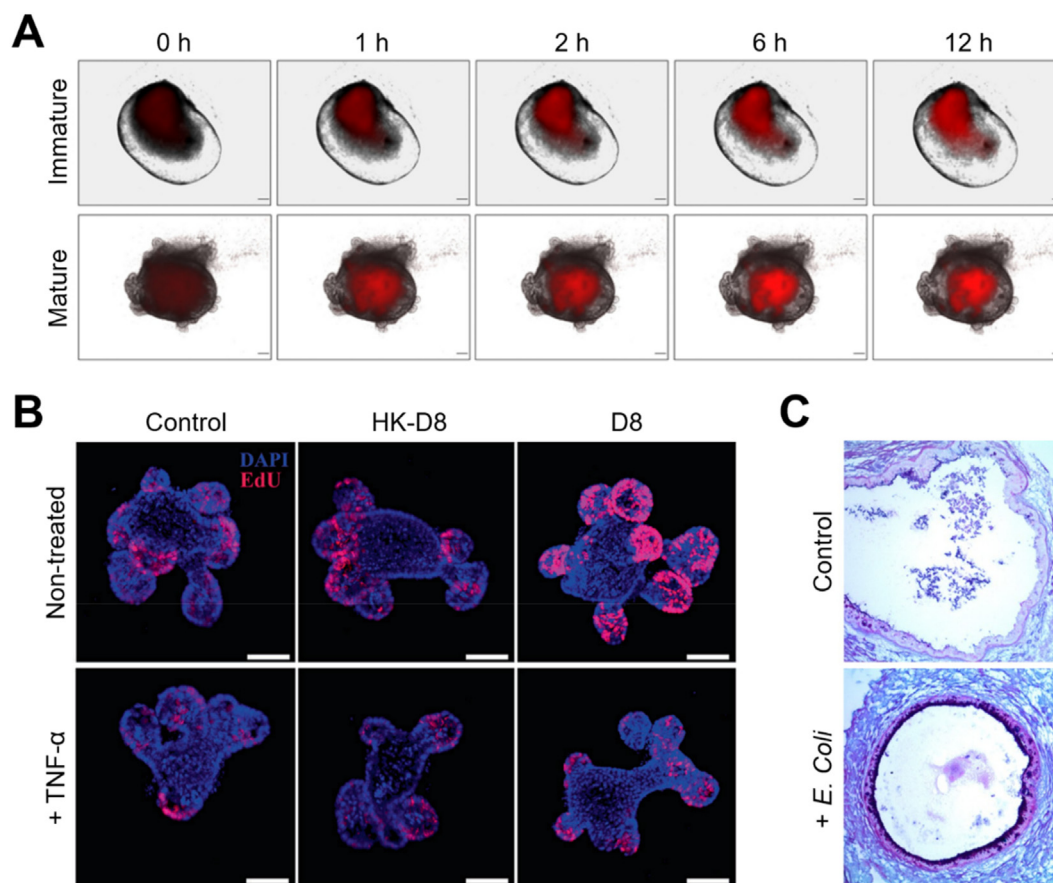 A
0 h 1 h 2 h 6 h 12 h
Immature
Mature
B
Control HK-D8 D8
DAPI
EdU
Non-treated
+ TNF-α
C
Control
+ E. Coli